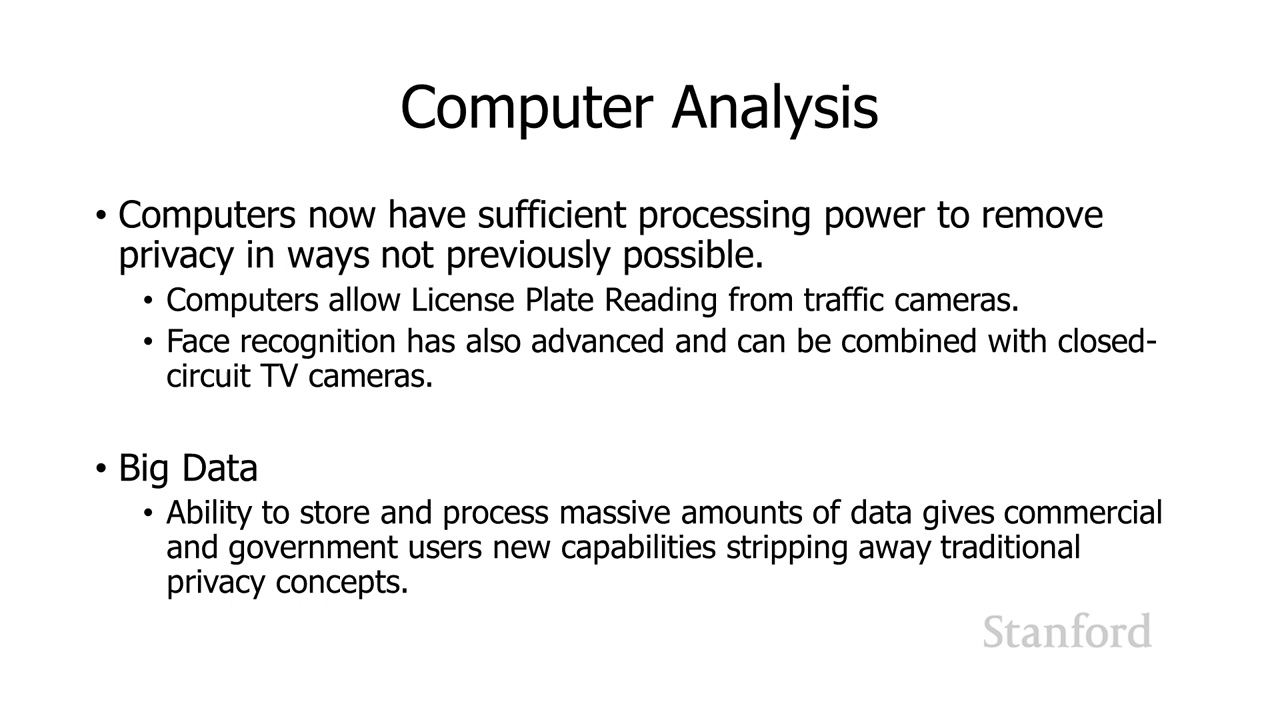 Computer Analysis
• Computers now have sufficient processing power to remove
privacy in ways not previously possible.
• Computers allow License Plate Reading from traffic cameras.
• Face recognition has also advanced and can be combined with closed-
circuit TV cameras.
• Big Data
• Ability to store and process massive amounts of data gives commercial
and government users new capabilities stripping away traditional
privacy concepts.
Stanford